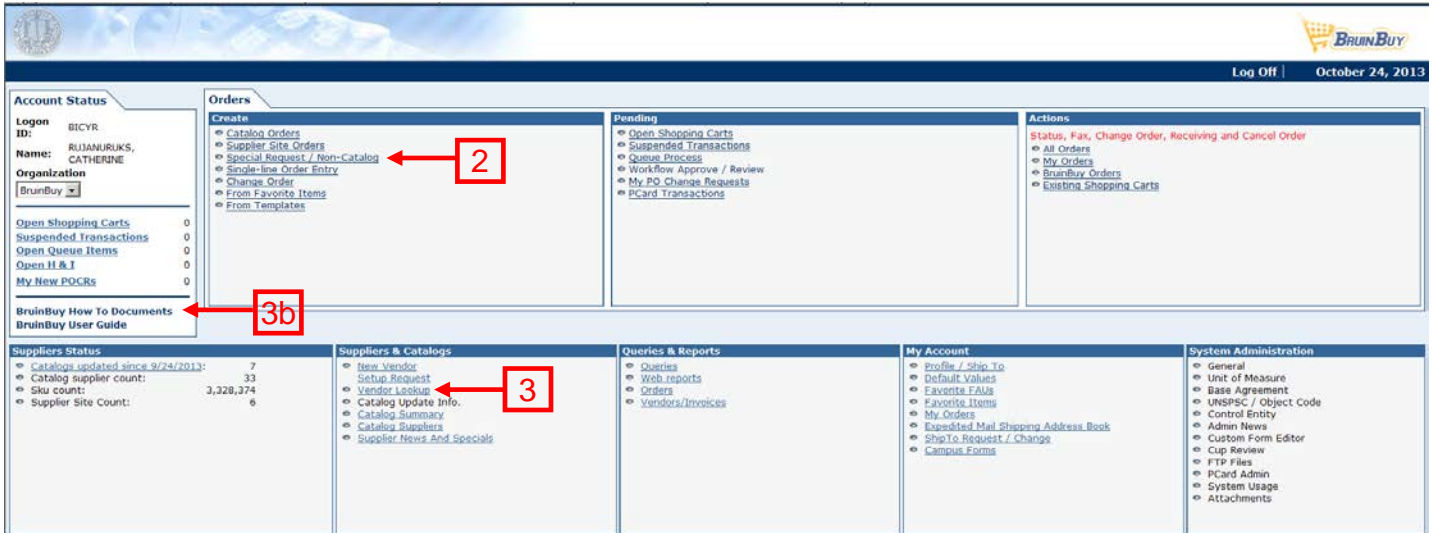 BRUINBUY
Log Off | October 24, 2013
Account Status
Logon ID: BICYR
Name: RUJANURUKS, CATHERINE
Organization
BruinBuy
Open Shopping Carts 0
Suspended Transactions 0
Open Queue Items 0
Open H & I 0
My New POCRs 0
BruinBuy How To Documents
3b
BruinBuy User Guide
Orders
Create
Catalog Orders
Supplier Site Orders
Special Request / Non-Catalog
2
Single-line Order Entry
Change Order
From Favorite Items
From Templates
Pending
Open Shopping Carts
Suspended Transactions
Queue Process
Workflow Approve / Review
My PO Change Requests
PCard Transactions
Actions
Status, Fax, Change Order, Receiving and Cancel Order
All Orders
My Orders
BruinBuy Orders
Existing Shopping Carts
Suppliers Status
Catalogs updated since 9/24/2013: 7
Catalog supplier count: 33
Sku count: 3,328,374
Supplier Site Count: 6
Suppliers & Catalogs
New Vendor
Setup Request
Vendor Lookup
3
Catalog Update Info.
Catalog Summary
Catalog Suppliers
Supplier News And Specials
Queries & Reports
Queries
Web reports
Orders
Vendors/Invoices
My Account
Profile / Ship To
Default Values
Favorite FAUs
Favorite Items
My Orders
Expedited Mail Shipping Address Book
ShipTo Request / Change
Campus Forms
System Administration
General
Unit of Measure
Base Agreement
UNSPSC / Object Code
Control Entity
Admin News
Custom Form Editor
Cup Review
FTP Files
PCard Admin
System Usage
Attachments